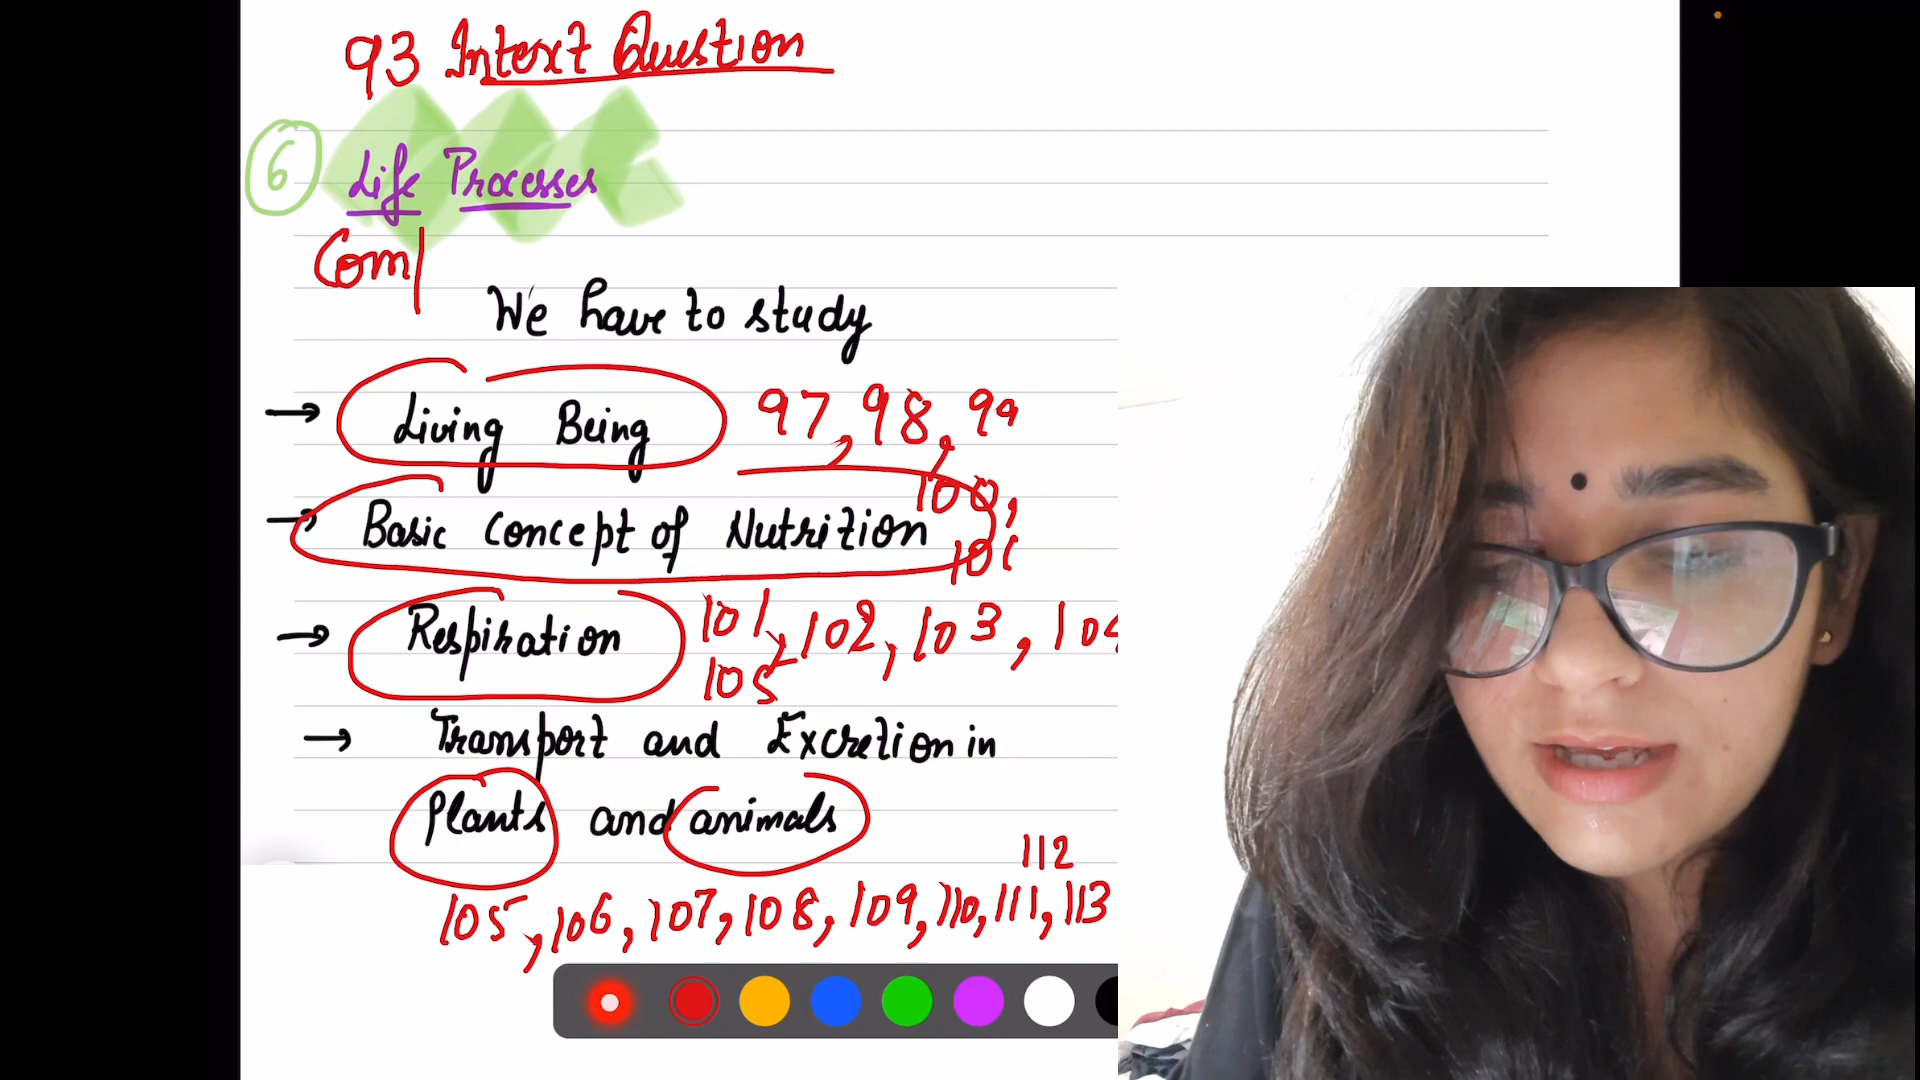 93 Intext Question
6 Life Processes
Com
We have to study
→ Living Being 97, 98, 99
100,
→ Basic concept of Nutrition
101
→ Respiration 101, 102, 103, 104
105
→ Transport and Excretion in
Plants and animals
112
105, 106, 107, 108, 109, 110, 111, 113